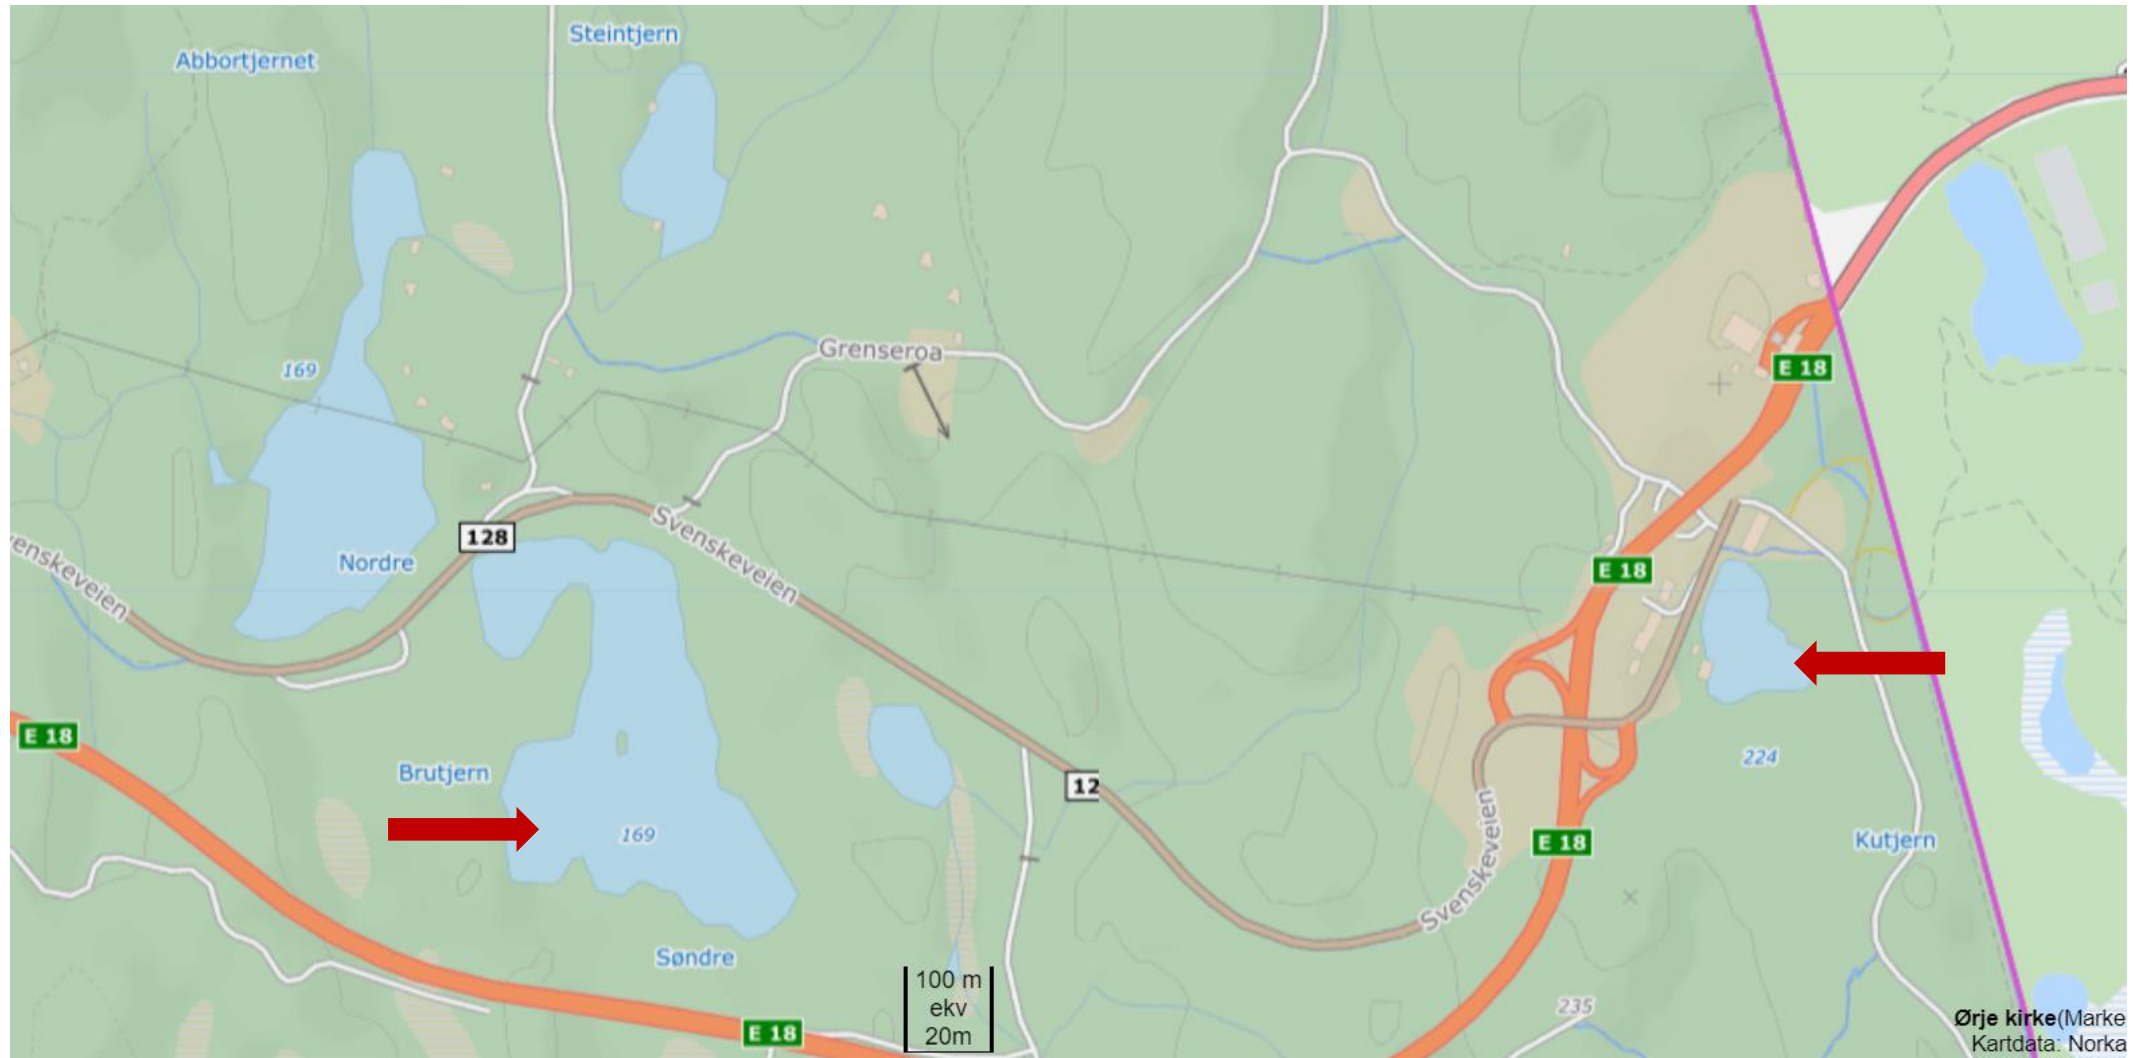 Steintjern
Abbortjernet
Grenseroa
169
E 18
128
Svenskeveien
venskeveien
Nordre
E 18
E 18
224
Brutjern
12
169
Svenskeveien
E 18
Kutjern
Søndre
100 m
ekv
20m
235
E 18
Ørje kirke(Marke
Kartdata: Norka